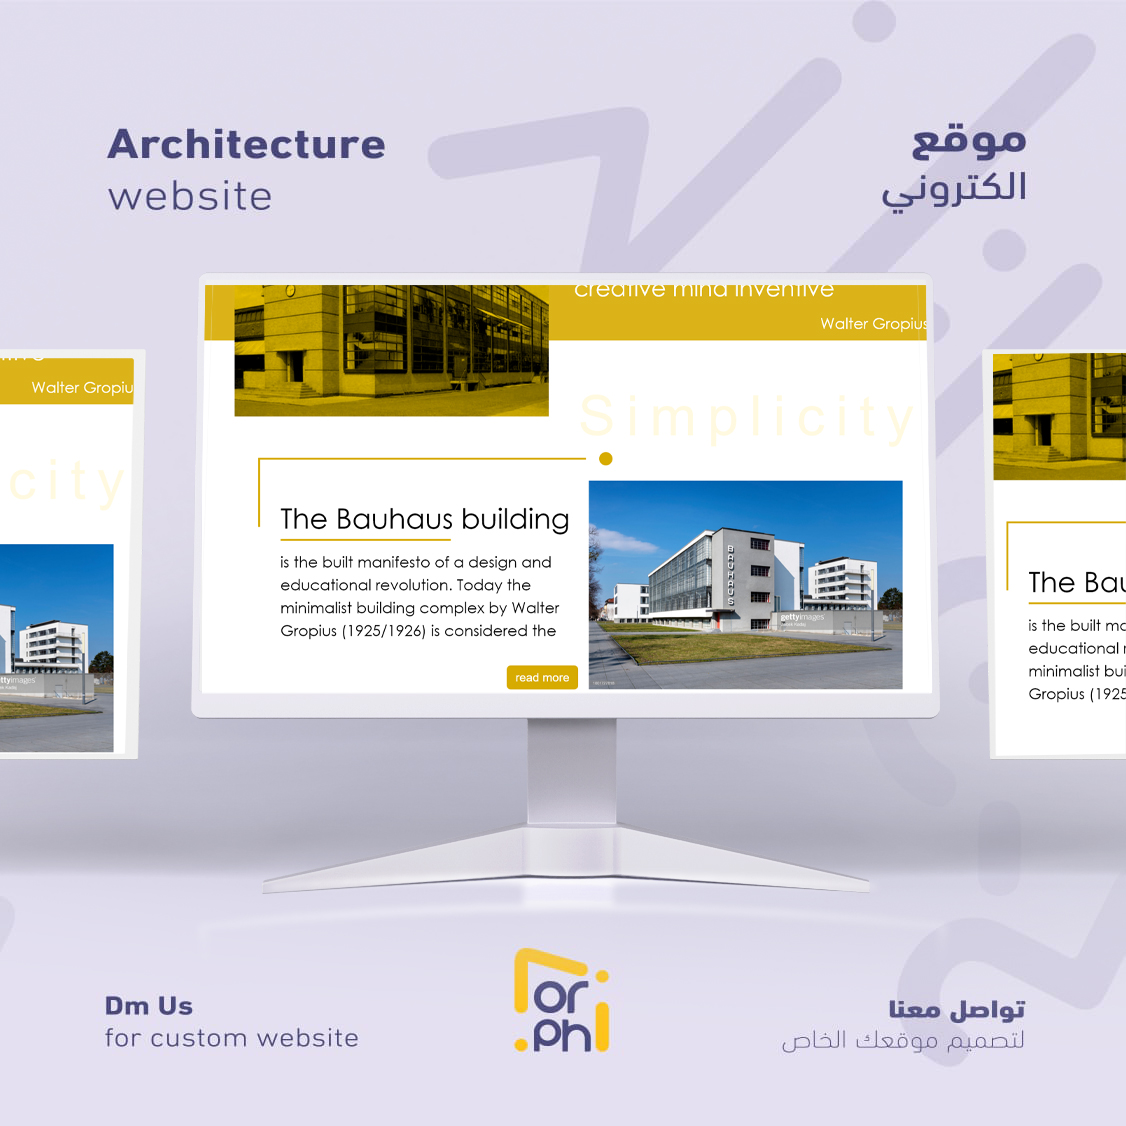 Architecture
website
موقع
الكتروني
creative mind inventive
Walter Gropius
Simplicity
The Bauhaus building
is the built manifesto of a design and
educational revolution. Today the
minimalist building complex by Walter
Gropius (1925/1926) is considered the
read more
BAUHAUS
gettyimages
Walter Gropiu
city
ttyimages
The Bau
is the built ma
educational r
minimalist bui
Gropius (1925
Dm Us
for custom website
or
phi
تواصل معنا
لتصميم موقعك الخاص